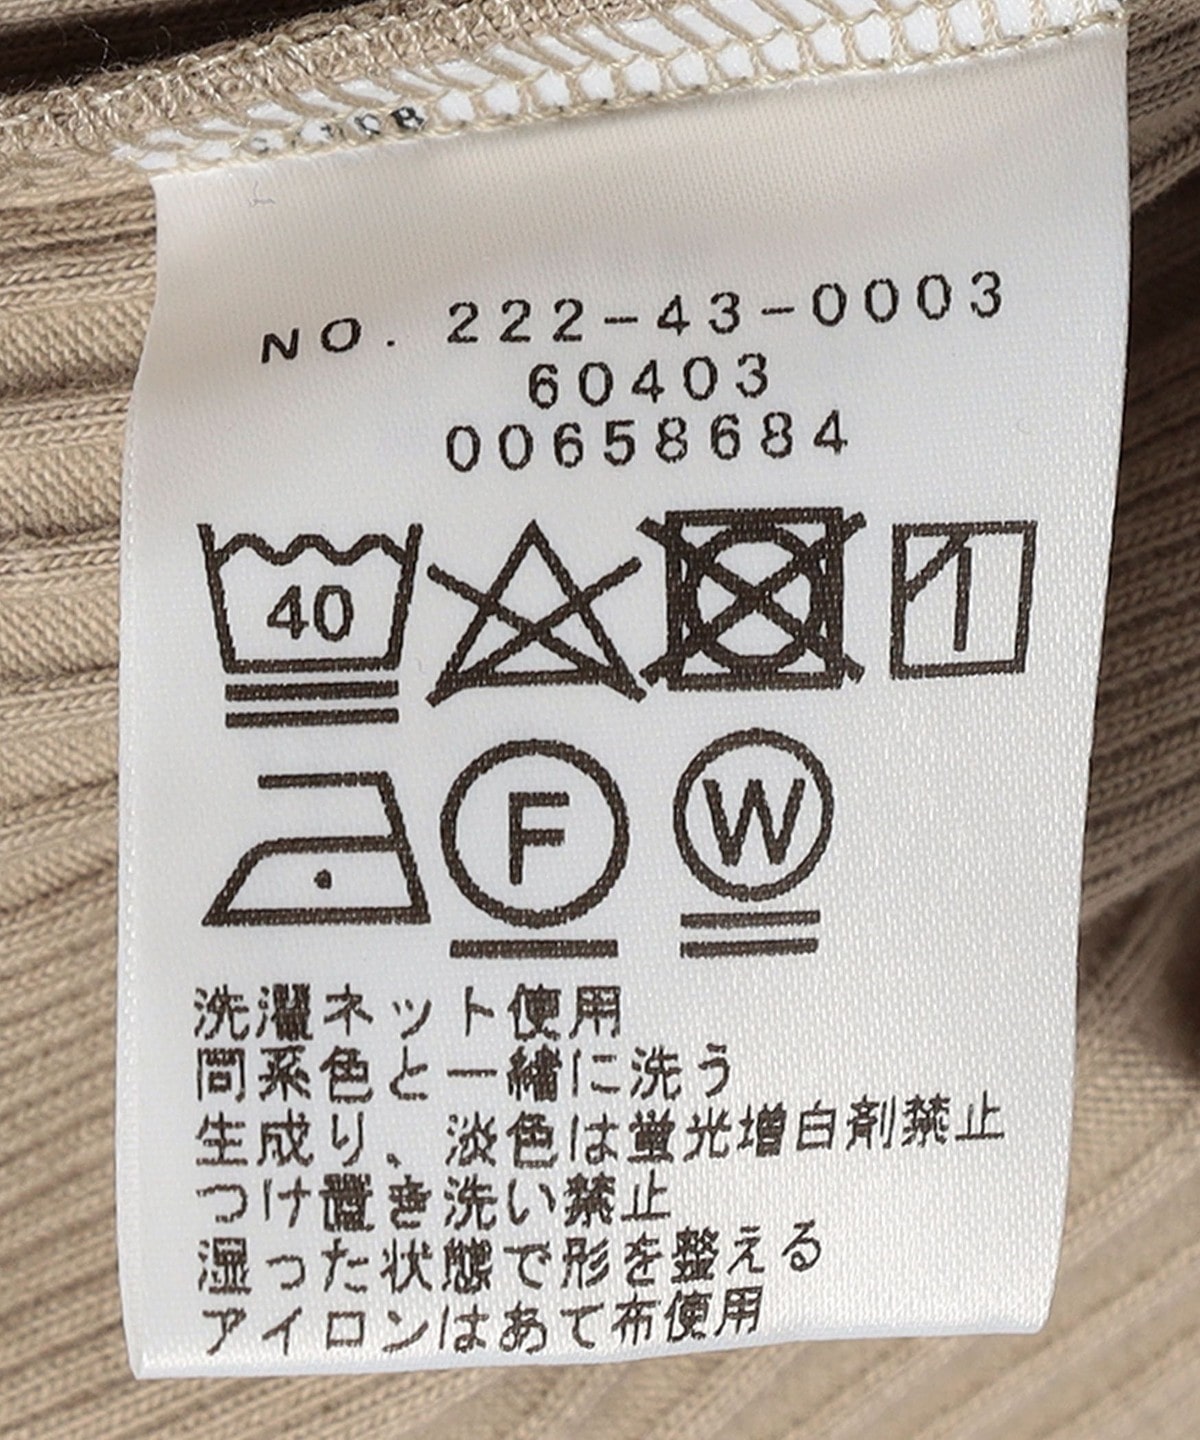 NO. 222-43-0003
60403
00658684
40
F W
洗濯ネット使用
同系色と一緒に洗う
生成り、淡色は蛍光増白剤禁止
つけ置き洗い禁止
湿った状態で形を整える
アイロンはあて布使用